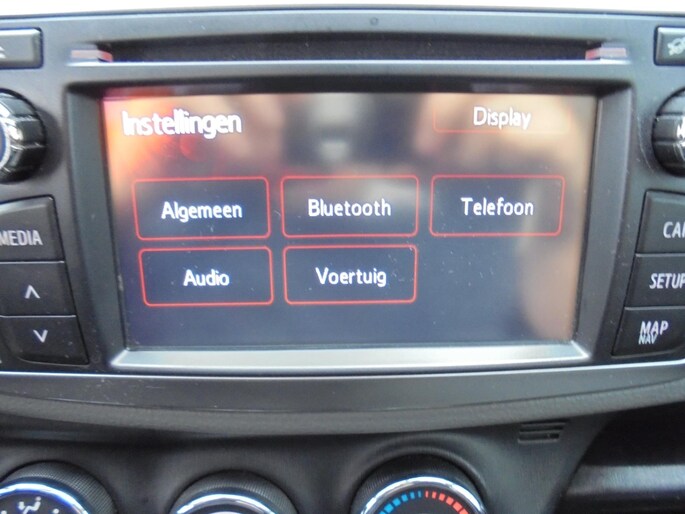 Instellingen
Display
Algemeen
Bluetooth
Telefoon
Audio
Voertuig
MEDIA
SETUP
MAP
NAV